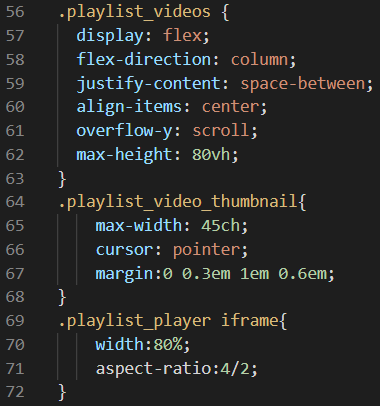 56 .playlist_videos {
57 display: flex;
58 flex-direction: column;
59 justify-content: space-between;
60 align-items: center;
61 overflow-y: scroll;
62 max-height: 80vh;
63 }
64 .playlist_video_thumbnail{
65 max-width: 45ch;
66 cursor: pointer;
67 margin:0 0.3em 1em 0.6em;
68 }
69 .playlist_player iframe{
70 width:80%;
71 aspect-ratio:4/2;
72 }